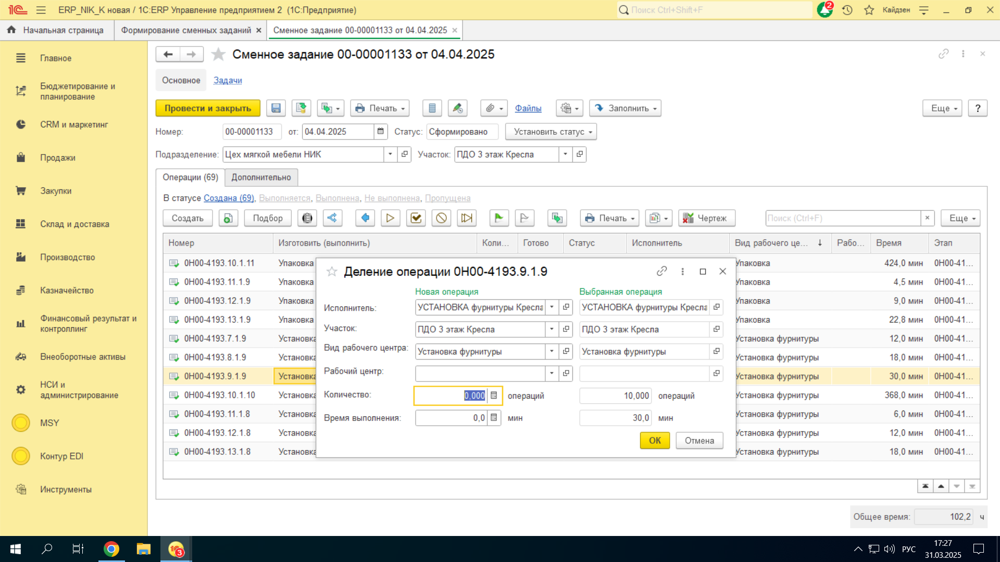 ERP_NIK_K новая / 1С:ERP Управление предприятием 2 (1С:Предприятие)
Поиск Ctrl+Shift+F
2
Кайдзен
Начальная страница
Формирование сменных заданий ×
Сменное задание 00-00001133 от 04.04.2025 ×
Главное
Бюджетирование и
планирование
CRM и маркетинг
Продажи
Закупки
Склад и доставка
Производство
Казначейство
Финансовый результат и
контроллинг
Внеоборотные активы
НСИ и
администрирование
MSY
Контур EDI
Инструменты
Сменное задание 00-00001133 от 04.04.2025
Основное Задачи
Провести и закрыть Печать Файлы Заполнить Еще ?
Номер: 00-00001133 от: 04.04.2025 Статус: Сформировано Установить статус
Подразделение: Цех мягкой мебели НИК Участок: ПДО 3 этаж Кресла
Операции (69) Дополнительно
В статусе Создана (69), Выполняется, Выполнена, Не выполнена, Пропущена
Создать Подбор Печать Чертеж Поиск (Ctrl+F) × Еще
Номер Изготовить (выполнить) Коли... Готово Статус Исполнитель Вид рабочего це... ↓ Рабо... Время Этап
0Н00-4193.10.1.11 Упаковка Упаковка 424,0 мин 0Н00-41...
0Н00-4193.11.1.9 Упаковка Упаковка 4,5 мин 0Н00-41...
0Н00-4193.12.1.9 Упаковка Упаковка 9,0 мин 0Н00-41...
0Н00-4193.13.1.9 Упаковка Упаковка 22,8 мин 0Н00-41...
0Н00-4193.7.1.9 Установка Установка фурнитуры 12,0 мин 0Н00-41...
0Н00-4193.8.1.9 Установка Установка фурнитуры 18,0 мин 0Н00-41...
0Н00-4193.9.1.9 Установка Установка фурнитуры 30,0 мин 0Н00-41...
0Н00-4193.10.1.10 Установка Установка фурнитуры 368,0 мин 0Н00-41...
0Н00-4193.11.1.8 Установка Установка фурнитуры 6,0 мин 0Н00-41...
0Н00-4193.12.1.8 Установка Установка фурнитуры 12,0 мин 0Н00-41...
0Н00-4193.13.1.8 Установка Установка фурнитуры 18,0 мин 0Н00-41...
Деление операции 0Н00-4193.9.1.9
Новая операция Выбранная операция
Исполнитель: УСТАНОВКА фурнитуры Кресла УСТАНОВКА фурнитуры Кресла
Участок: ПДО 3 этаж Кресла ПДО 3 этаж Кресла
Вид рабочего центра: Установка фурнитуры Установка фурнитуры
Рабочий центр:
Количество: 0,000 операций 10,000 операций
Время выполнения: 0,0 мин 30,0 мин
ОК Отмена
Общее время: 102,2 ч
3
РУС
17:27
31.03.2025